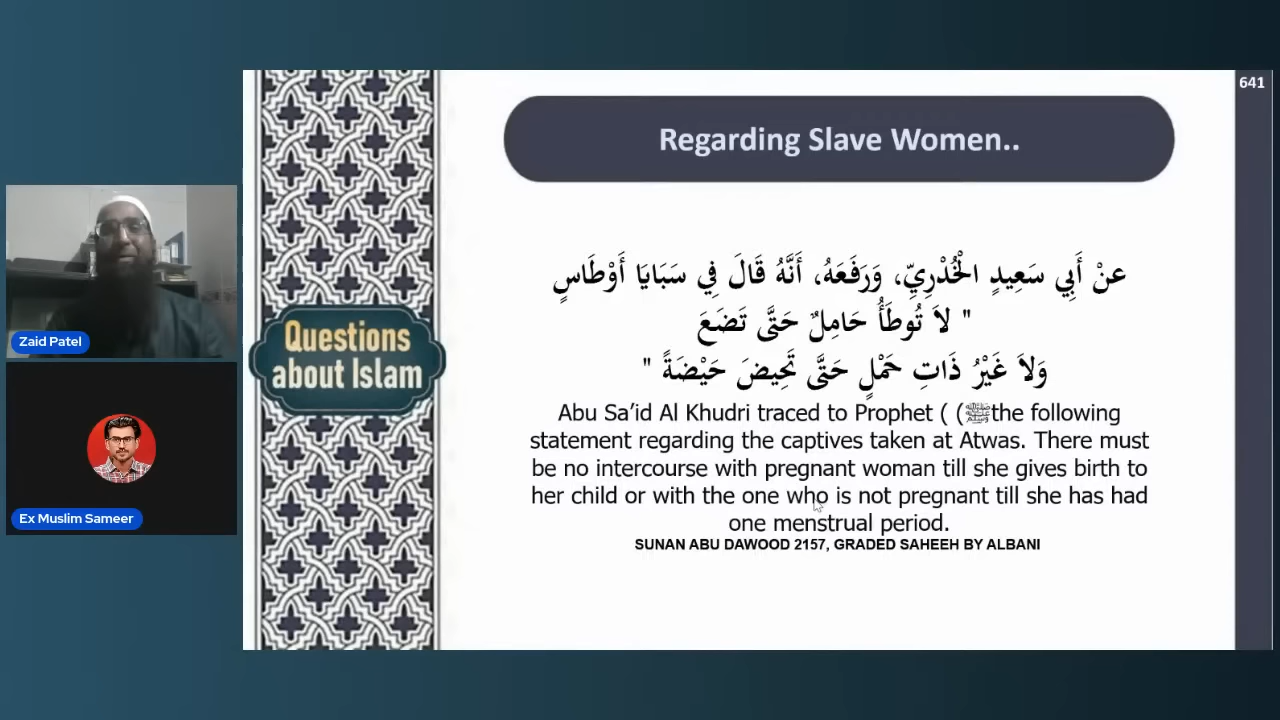 641
Regarding Slave Women..
عنْ أَبِي سَعِيدٍ الْخُدْرِيِّ، وَرَفَعَهُ، أَنَّهُ قَالَ فِي سَبَايَا أَوْطَاسٍ
" لاَ تُوطَأُ حَامِلٌ حَتَّى تَضَعَ
وَلاَ غَيْرُ ذَاتِ حَمْلٍ حَتَّى تَحِيضَ حَيْضَةً "
Abu Sa'id Al Khudri traced to Prophet ( (ﷺthe following
statement regarding the captives taken at Atwas. There must
be no intercourse with pregnant woman till she gives birth to
her child or with the one who is not pregnant till she has had
one menstrual period.
SUNAN ABU DAWOOD 2157, GRADED SAHEEH BY ALBANI
Questions
about Islam
Zaid Patel
Ex Muslim Sameer